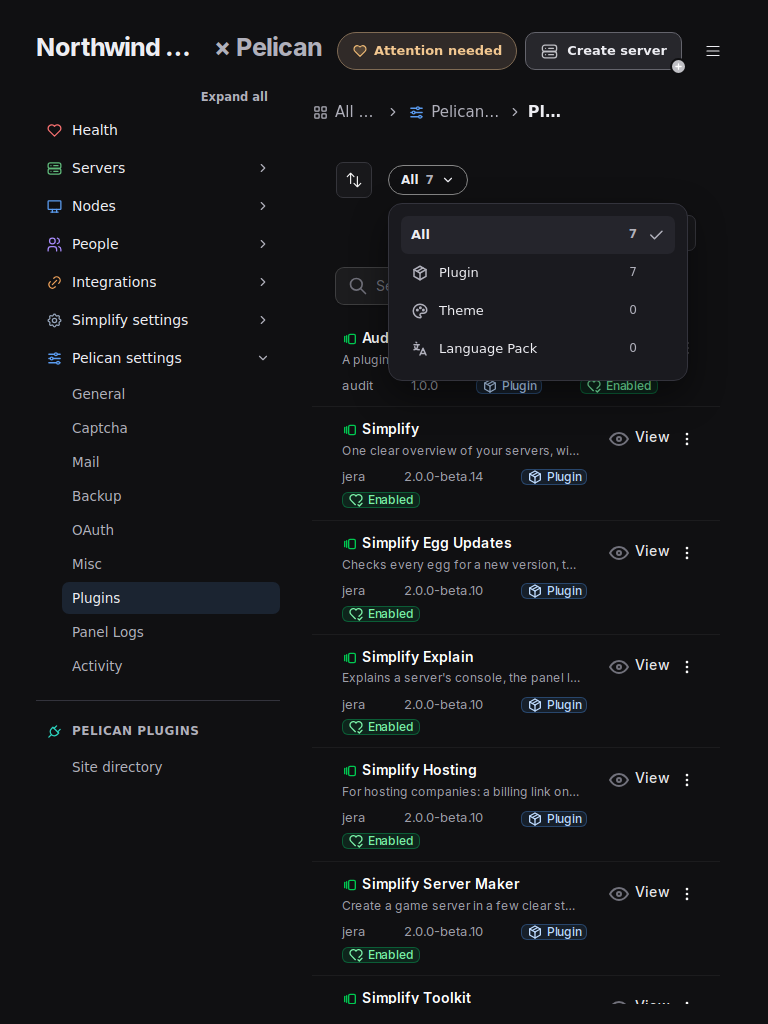 Northwind ...
× Pelican
Attention needed
Create server
Expand all
All ...
Pelican...
Pl...
Health
Servers
Nodes
People
Integrations
Simplify settings
Pelican settings
General
Captcha
Mail
Backup
OAuth
Misc
Plugins
Panel Logs
Activity
PELICAN PLUGINS
Site directory
All 7
All 7
Plugin 7
Theme 0
Language Pack 0
A plugin
audit 1.0.0 Plugin Enabled
Simplify
View
One clear overview of your servers, wi...
jera 2.0.0-beta.14 Plugin
Enabled
Simplify Egg Updates
View
Checks every egg for a new version, t...
jera 2.0.0-beta.10 Plugin
Enabled
Simplify Explain
View
Explains a server's console, the panel l...
jera 2.0.0-beta.10 Plugin
Enabled
Simplify Hosting
View
For hosting companies: a billing link on...
jera 2.0.0-beta.10 Plugin
Enabled
Simplify Server Maker
View
Create a game server in a few clear st...
jera 2.0.0-beta.10 Plugin
Enabled
Simplify Toolkit
View